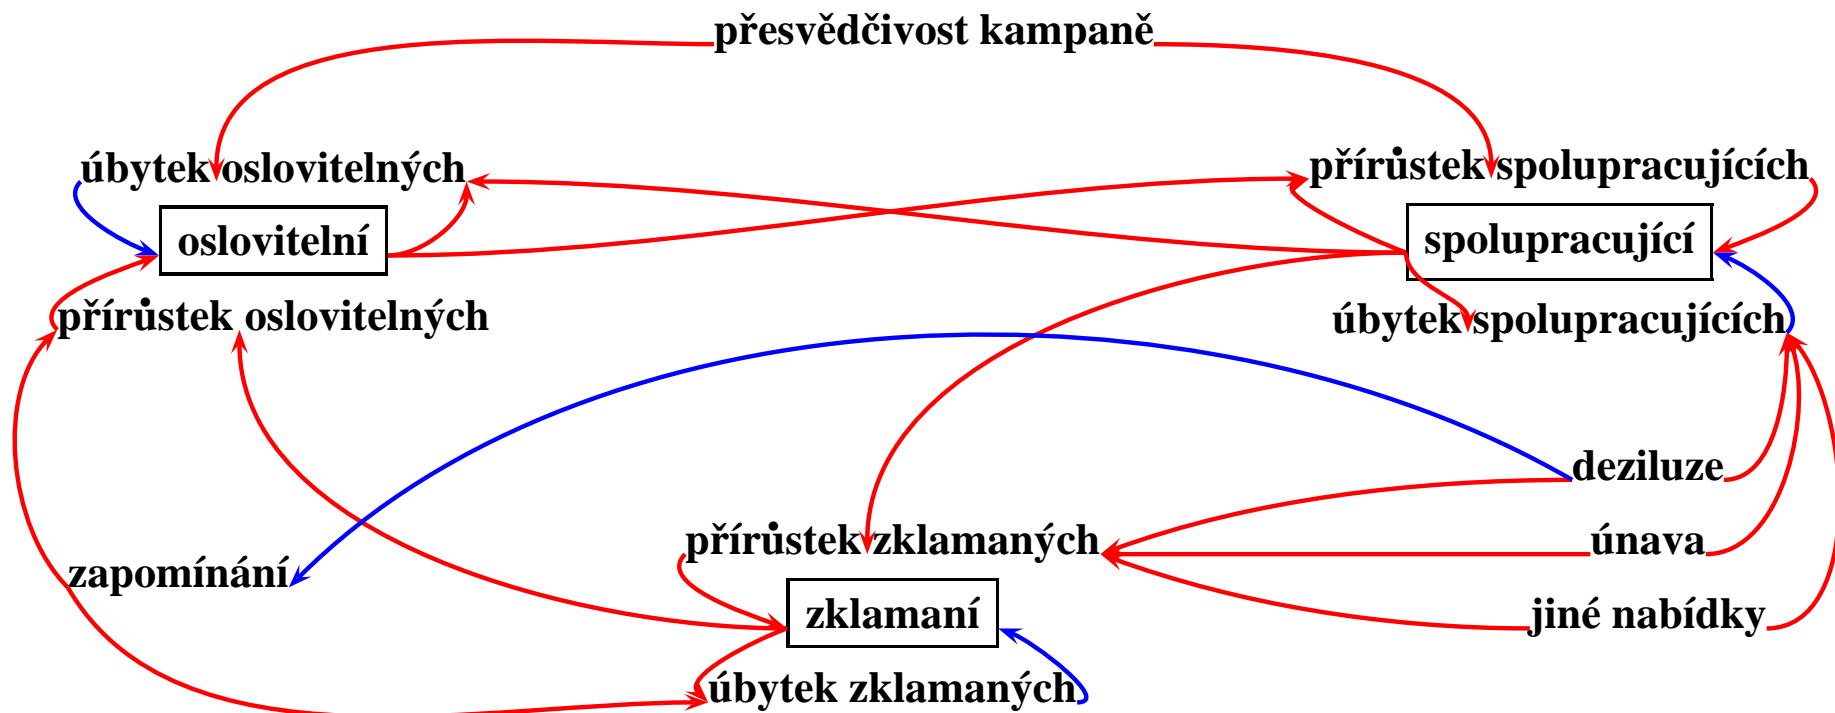 přesvědčivost kampaně
úbytek oslovitelných
přírůstek spolupracujících
oslovitelní
spolupracující
přírůstek oslovitelných
úbytek spolupracujících
deziluze
přírůstek zklamaných
únava
zapomínání
zklamaní
jiné nabídky
úbytek zklamaných